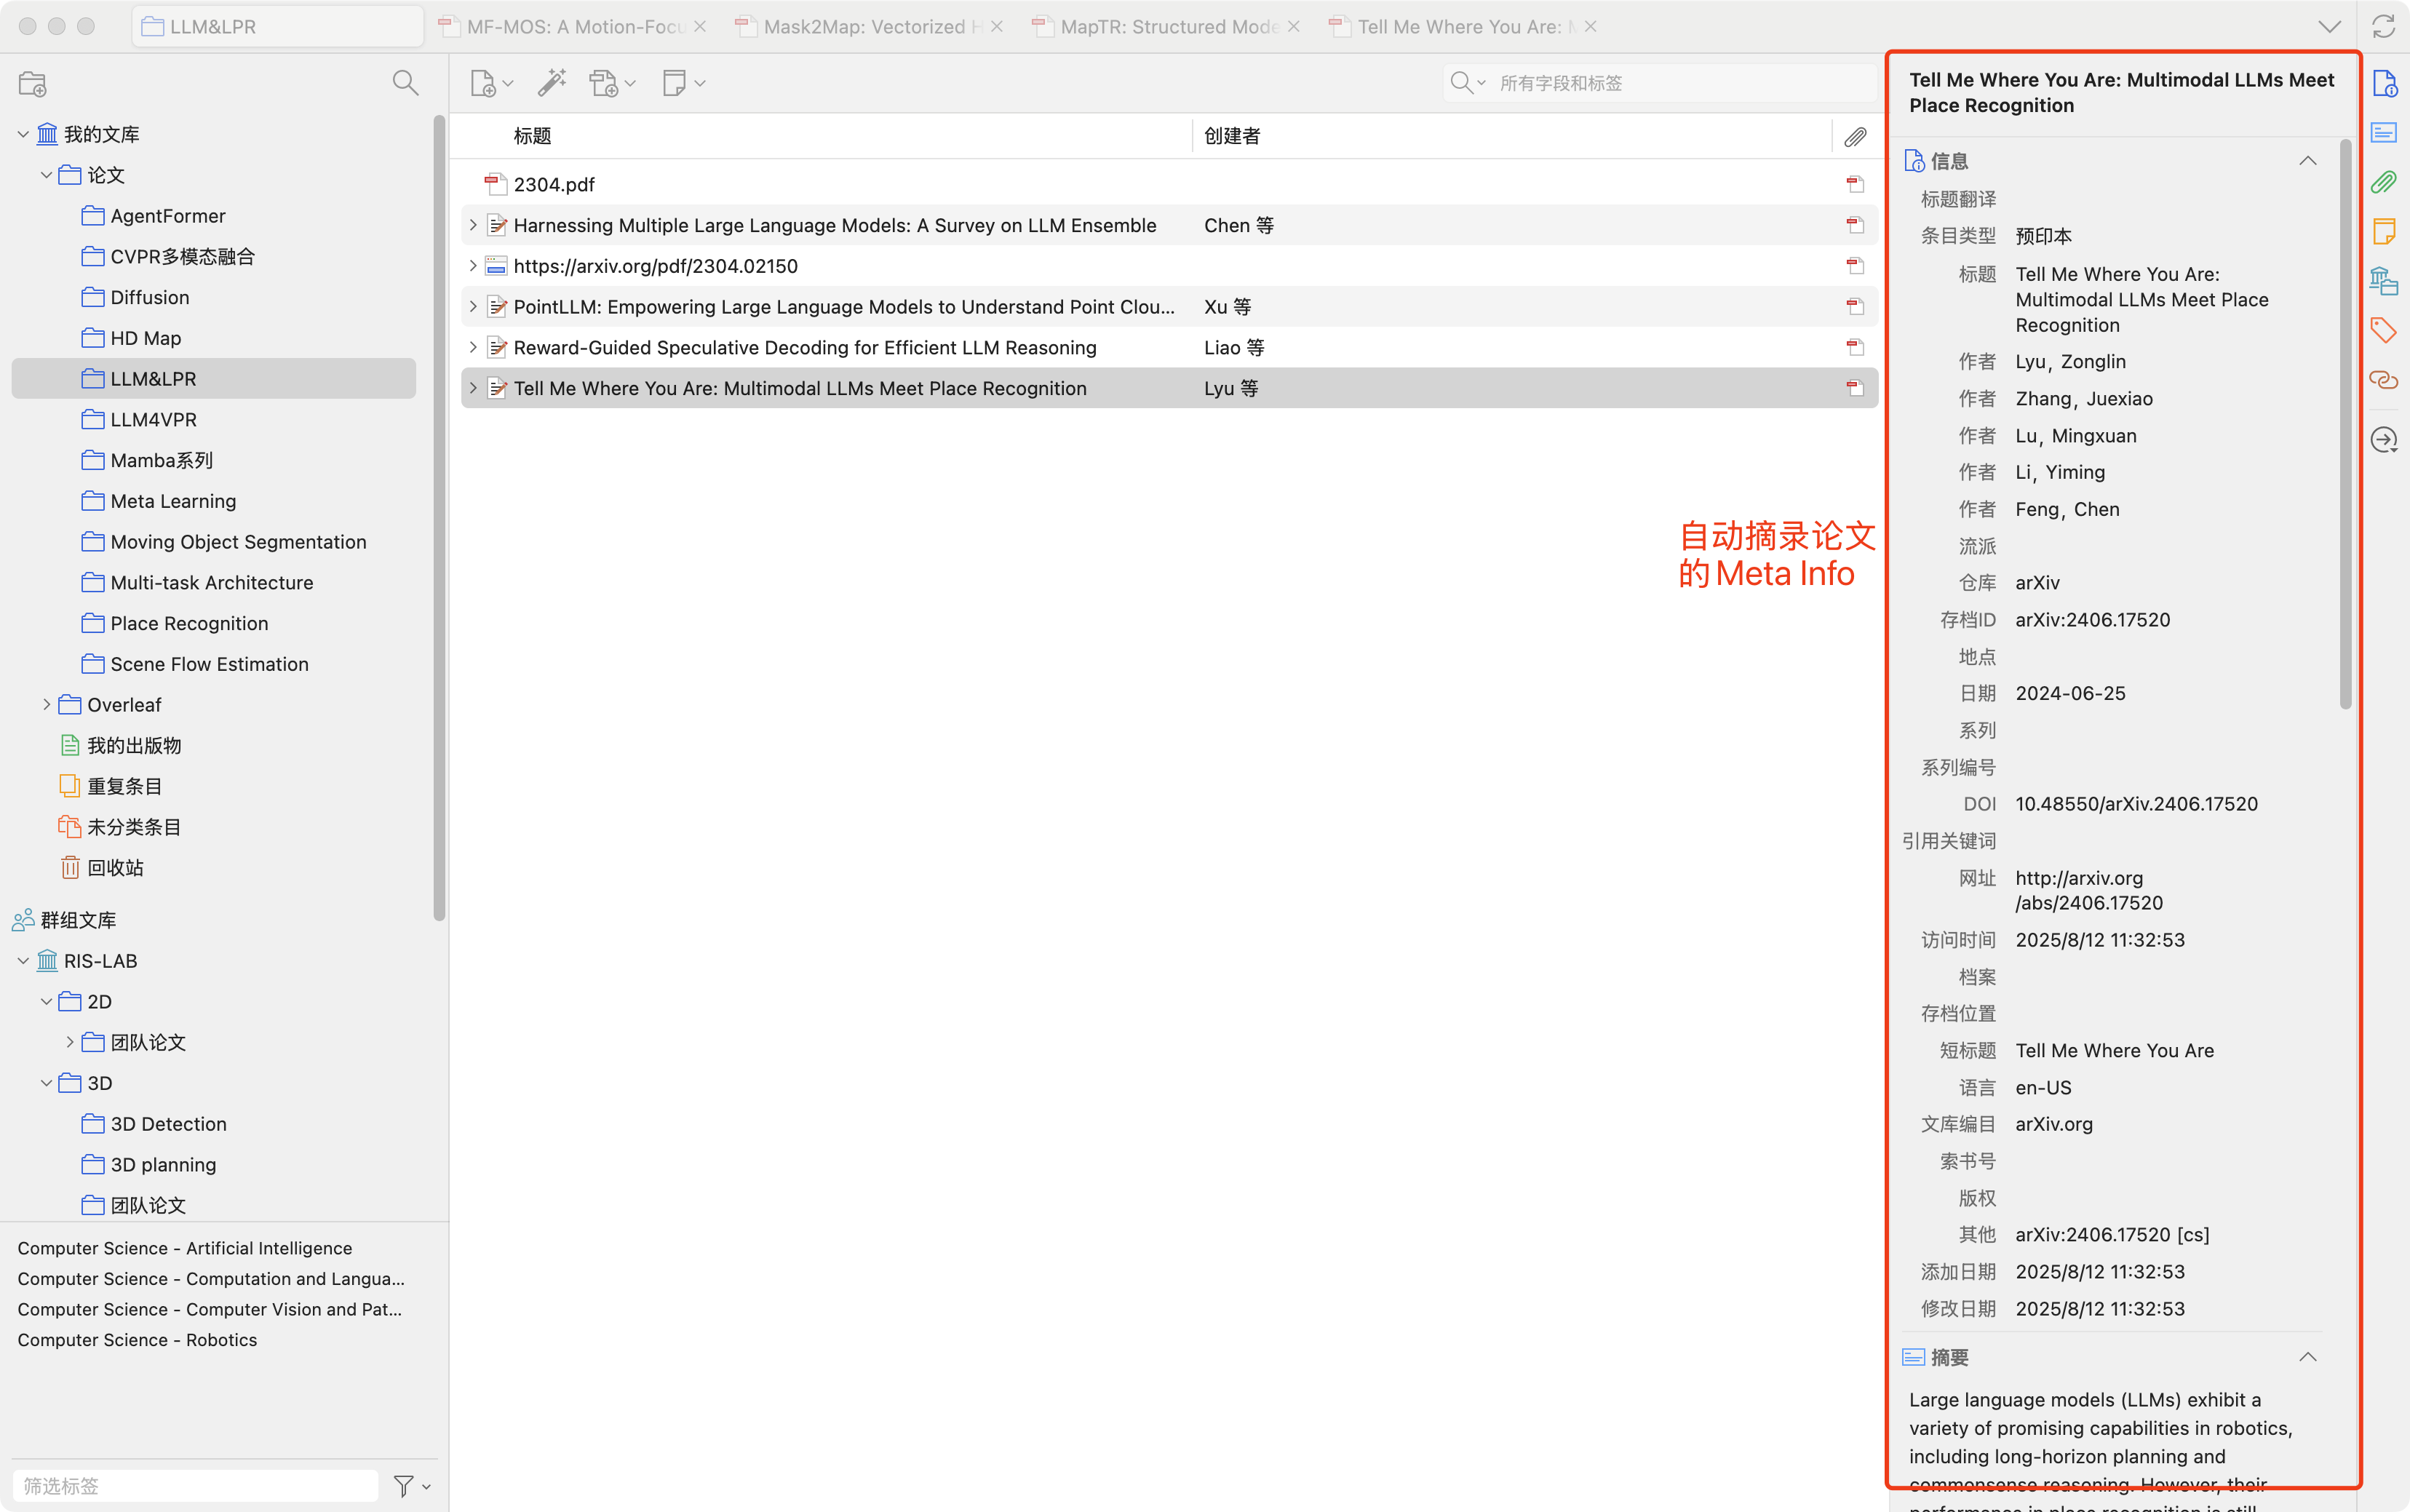 LLM&LPR
MF-MOS: A Motion-Focu
Mask2Map: Vectorized H
MapTR: Structured Mode
Tell Me Where You Are: M
我的文库
论文
AgentFormer
CVPR多模态融合
Diffusion
HD Map
LLM&LPR
LLM4VPR
Mamba系列
Meta Learning
Moving Object Segmentation
Multi-task Architecture
Place Recognition
Scene Flow Estimation
Overleaf
我的出版物
重复条目
未分类条目
回收站
群组文库
RIS-LAB
2D
团队论文
3D
3D Detection
3D planning
团队论文
Computer Science - Artificial Intelligence
Computer Science - Computation and Langua...
Computer Science - Computer Vision and Pat...
Computer Science - Robotics
筛选标签
所有字段和标签
标题 创建者
2304.pdf
Harnessing Multiple Large Language Models: A Survey on LLM Ensemble Chen 等
https://arxiv.org/pdf/2304.02150
PointLLM: Empowering Large Language Models to Understand Point Clou... Xu 等
Reward-Guided Speculative Decoding for Efficient LLM Reasoning Liao 等
Tell Me Where You Are: Multimodal LLMs Meet Place Recognition Lyu 等
自动摘录论文
的Meta Info
Tell Me Where You Are: Multimodal LLMs Meet
Place Recognition
信息
标题翻译
条目类型 预印本
标题 Tell Me Where You Are:
Multimodal LLMs Meet Place
Recognition
作者 Lyu, Zonglin
作者 Zhang, Juexiao
作者 Lu, Mingxuan
作者 Li, Yiming
作者 Feng, Chen
流派
仓库 arXiv
存档ID arXiv:2406.17520
地点
日期 2024-06-25
系列
系列编号
DOI 10.48550/arXiv.2406.17520
引用关键词
网址 http://arxiv.org
/abs/2406.17520
访问时间 2025/8/12 11:32:53
档案
存档位置
短标题 Tell Me Where You Are
语言 en-US
文库编目 arXiv.org
索书号
版权
其他 arXiv:2406.17520 [cs]
添加日期 2025/8/12 11:32:53
修改日期 2025/8/12 11:32:53
摘要
Large language models (LLMs) exhibit a
variety of promising capabilities in robotics,
including long-horizon planning and
commonsense reasoning. However, their
performance in place recognition is still